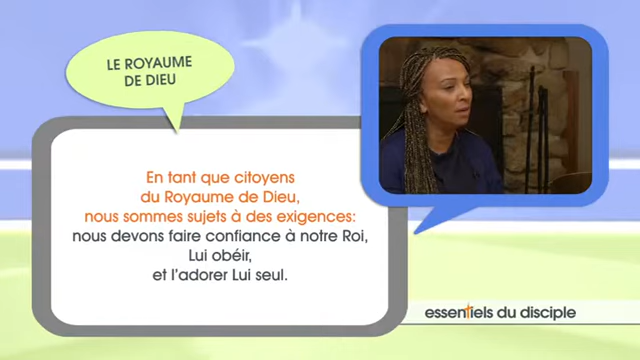 LE ROYAUME
DE DIEU
En tant que citoyens
du Royaume de Dieu,
nous sommes sujets à des exigences:
nous devons faire confiance à notre Roi,
Lui obéir,
et l'adorer Lui seul.
essentiels du disciple